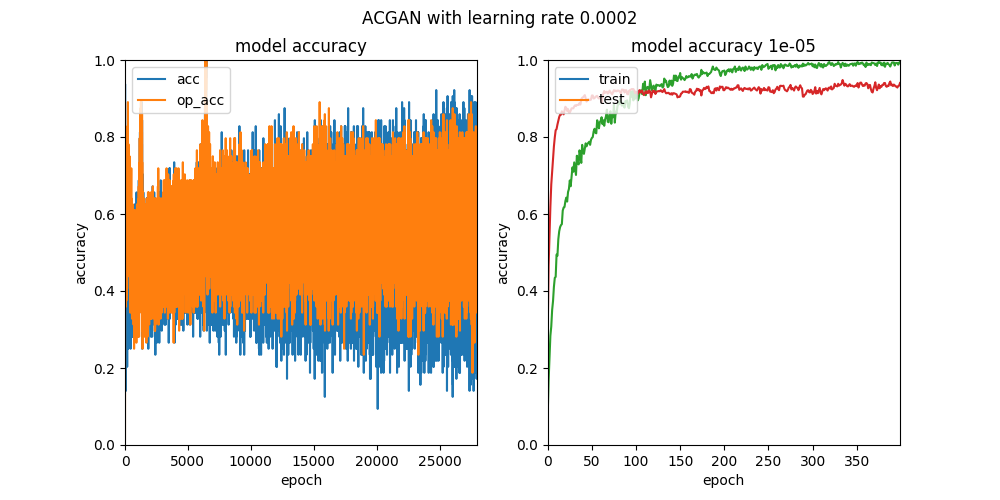 ACGAN with learning rate 0.0002
model accuracy
acc
op_acc
1.0
0.8
0.6
0.4
0.2
0.0
accuracy
0 5000 10000 15000 20000 25000
epoch
model accuracy 1e-05
train
test
1.0
0.8
0.6
0.4
0.2
0.0
accuracy
0 50 100 150 200 250 300 350
epoch